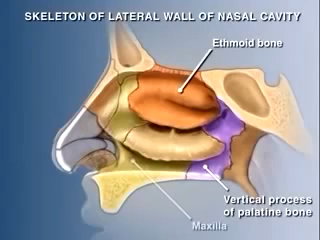 SKELETON OF LATERAL WALL OF NASAL CAVITY
Ethmoid bone
Vertical process
of palatine bone
Maxilla